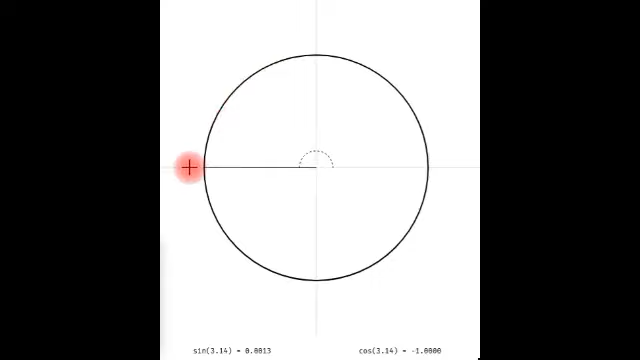 sin(3.14) = 0.0013
cos(3.14) = -1.0000